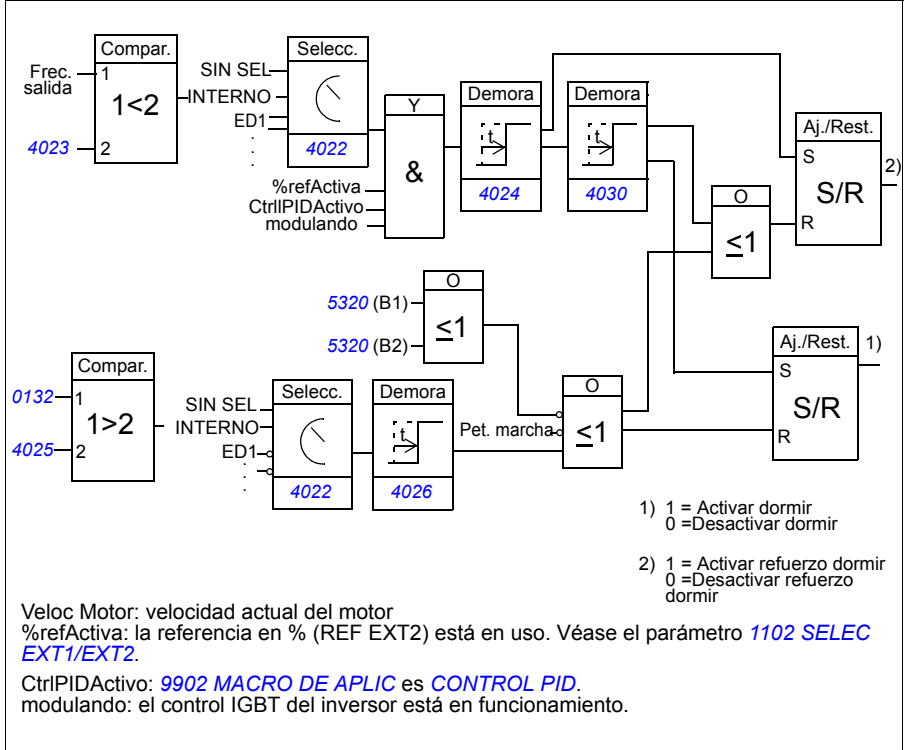 Compar.
Frec. salida
1
1<2
4023
2
Selecc.
SIN SEL
INTERNO
ED1
.
.
.
4022
Y
&
%refActiva
CtrllPIDActivo
modulando
Demora
t
4024
Demora
t
4030
Aj./Rest.
S
S/R
R
2)
O
<1
O
5320 (B1)
<1
5320 (B2)
Compar.
0132
1
1>2
4025
2
Selecc.
SIN SEL
INTERNO
ED1
.
.
.
4022
Demora
t
4026
O
Pet. marcha
<1
Aj./Rest.
S
S/R
R
1)
1) 1 = Activar dormir
0 =Desactivar dormir
2) 1 = Activar refuerzo dormir
0 =Desactivar refuerzo
dormir
Veloc Motor: velocidad actual del motor
%refActiva: la referencia en % (REF EXT2) está en uso. Véase el parámetro 1102 SELEC
EXT1/EXT2.
CtrlPIDActivo: 9902 MACRO DE APLIC es CONTROL PID.
modulando: el control IGBT del inversor está en funcionamiento.